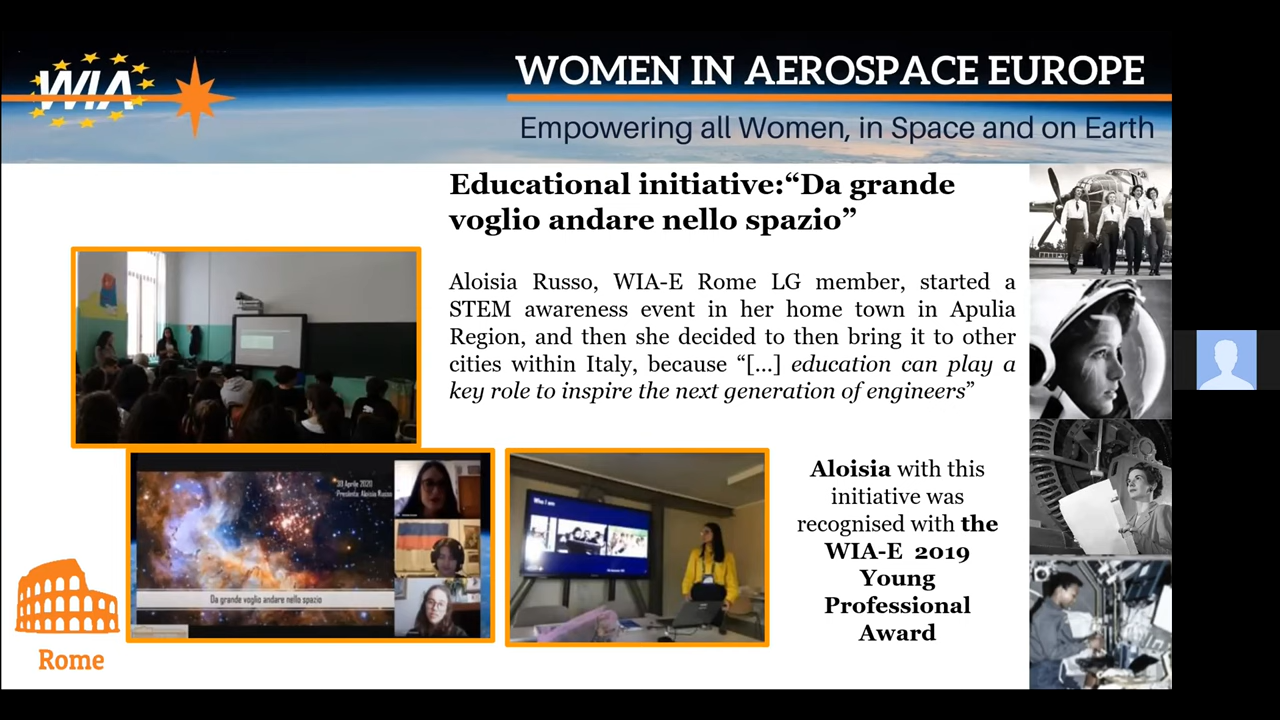 WIA
WOMEN IN AEROSPACE EUROPE
Empowering all Women, in Space and on Earth
Educational initiative:“Da grande
voglio andare nello spazio”
Aloisia Russo, WIA-E Rome LG member, started a
STEM awareness event in her home town in Apulia
Region, and then she decided to then bring it to other
cities within Italy, because “[...] education can play a
key role to inspire the next generation of engineers”
30 Aprile 2020
Presenta: Aloisia Russo
Da grande voglio andare nello spazio
Who I am
Aloisia with this
initiative was
recognised with the
WIA-E 2019
Young
Professional
Award
Rome